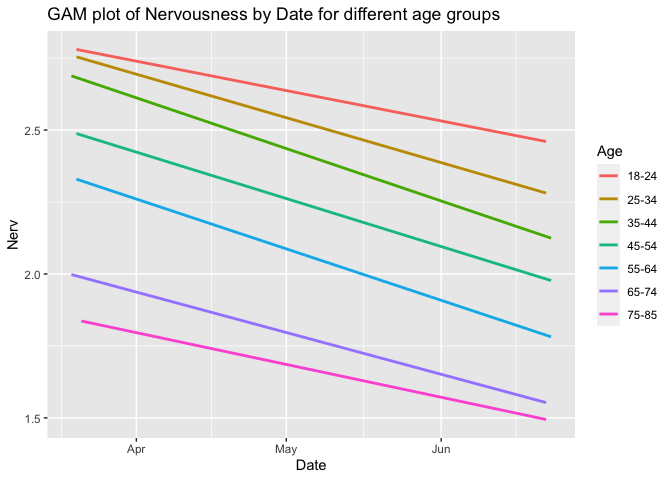 GAM plot of Nervousness by Date for different age groups
Nerv
2.5
2.0
1.5
Apr May Jun
Date
Age
18-24
25-34
35-44
45-54
55-64
65-74
75-85